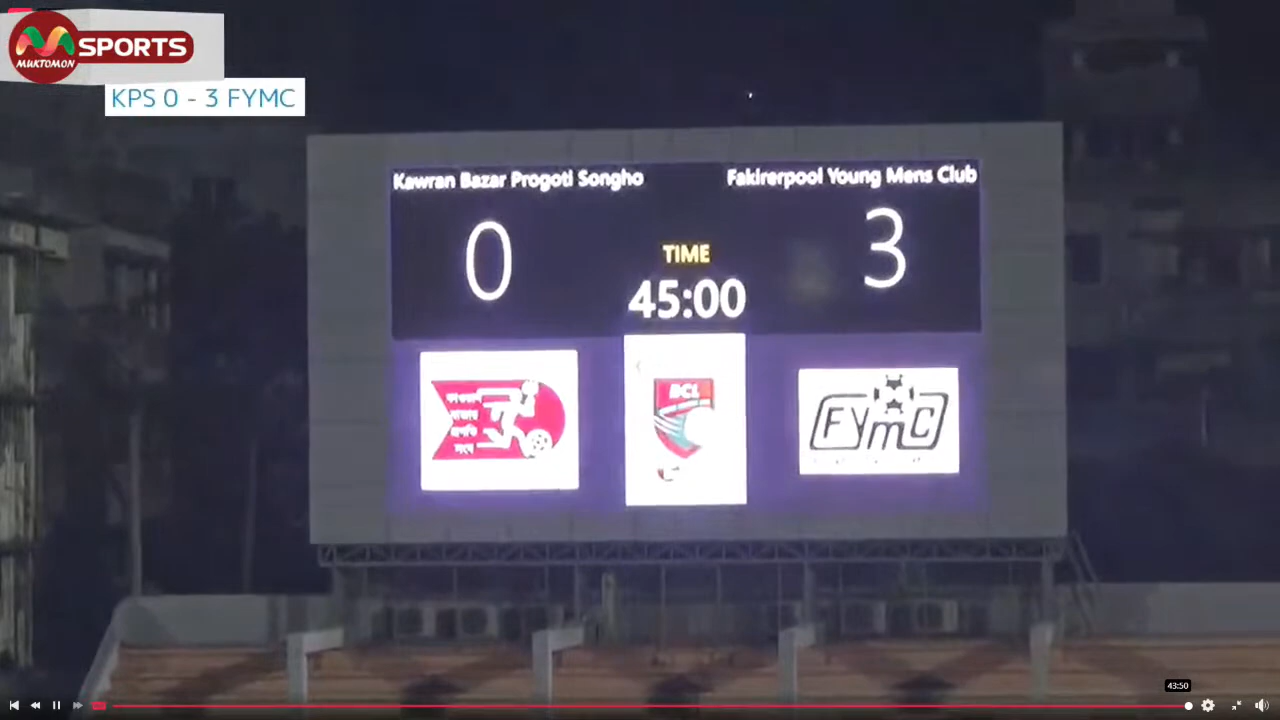 MUKTOMON
SPORTS
KPS 0 - 3 FYMC
Kawran Bazar Progoti Songho
Fakirerpool Young Mens Club
0
3
TIME
45:00
BCL
FYMC
43:50